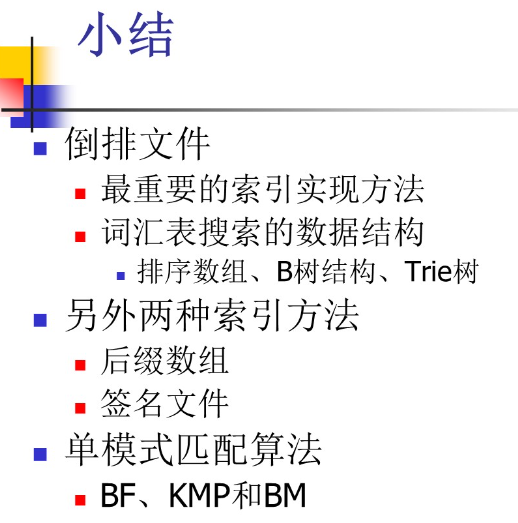 小结
倒排文件
最重要的索引实现方法
词汇表搜索的数据结构
排序数组、B树结构、Trie树
另外两种索引方法
后缀数组
签名文件
单模式匹配算法
BF、KMP和BM